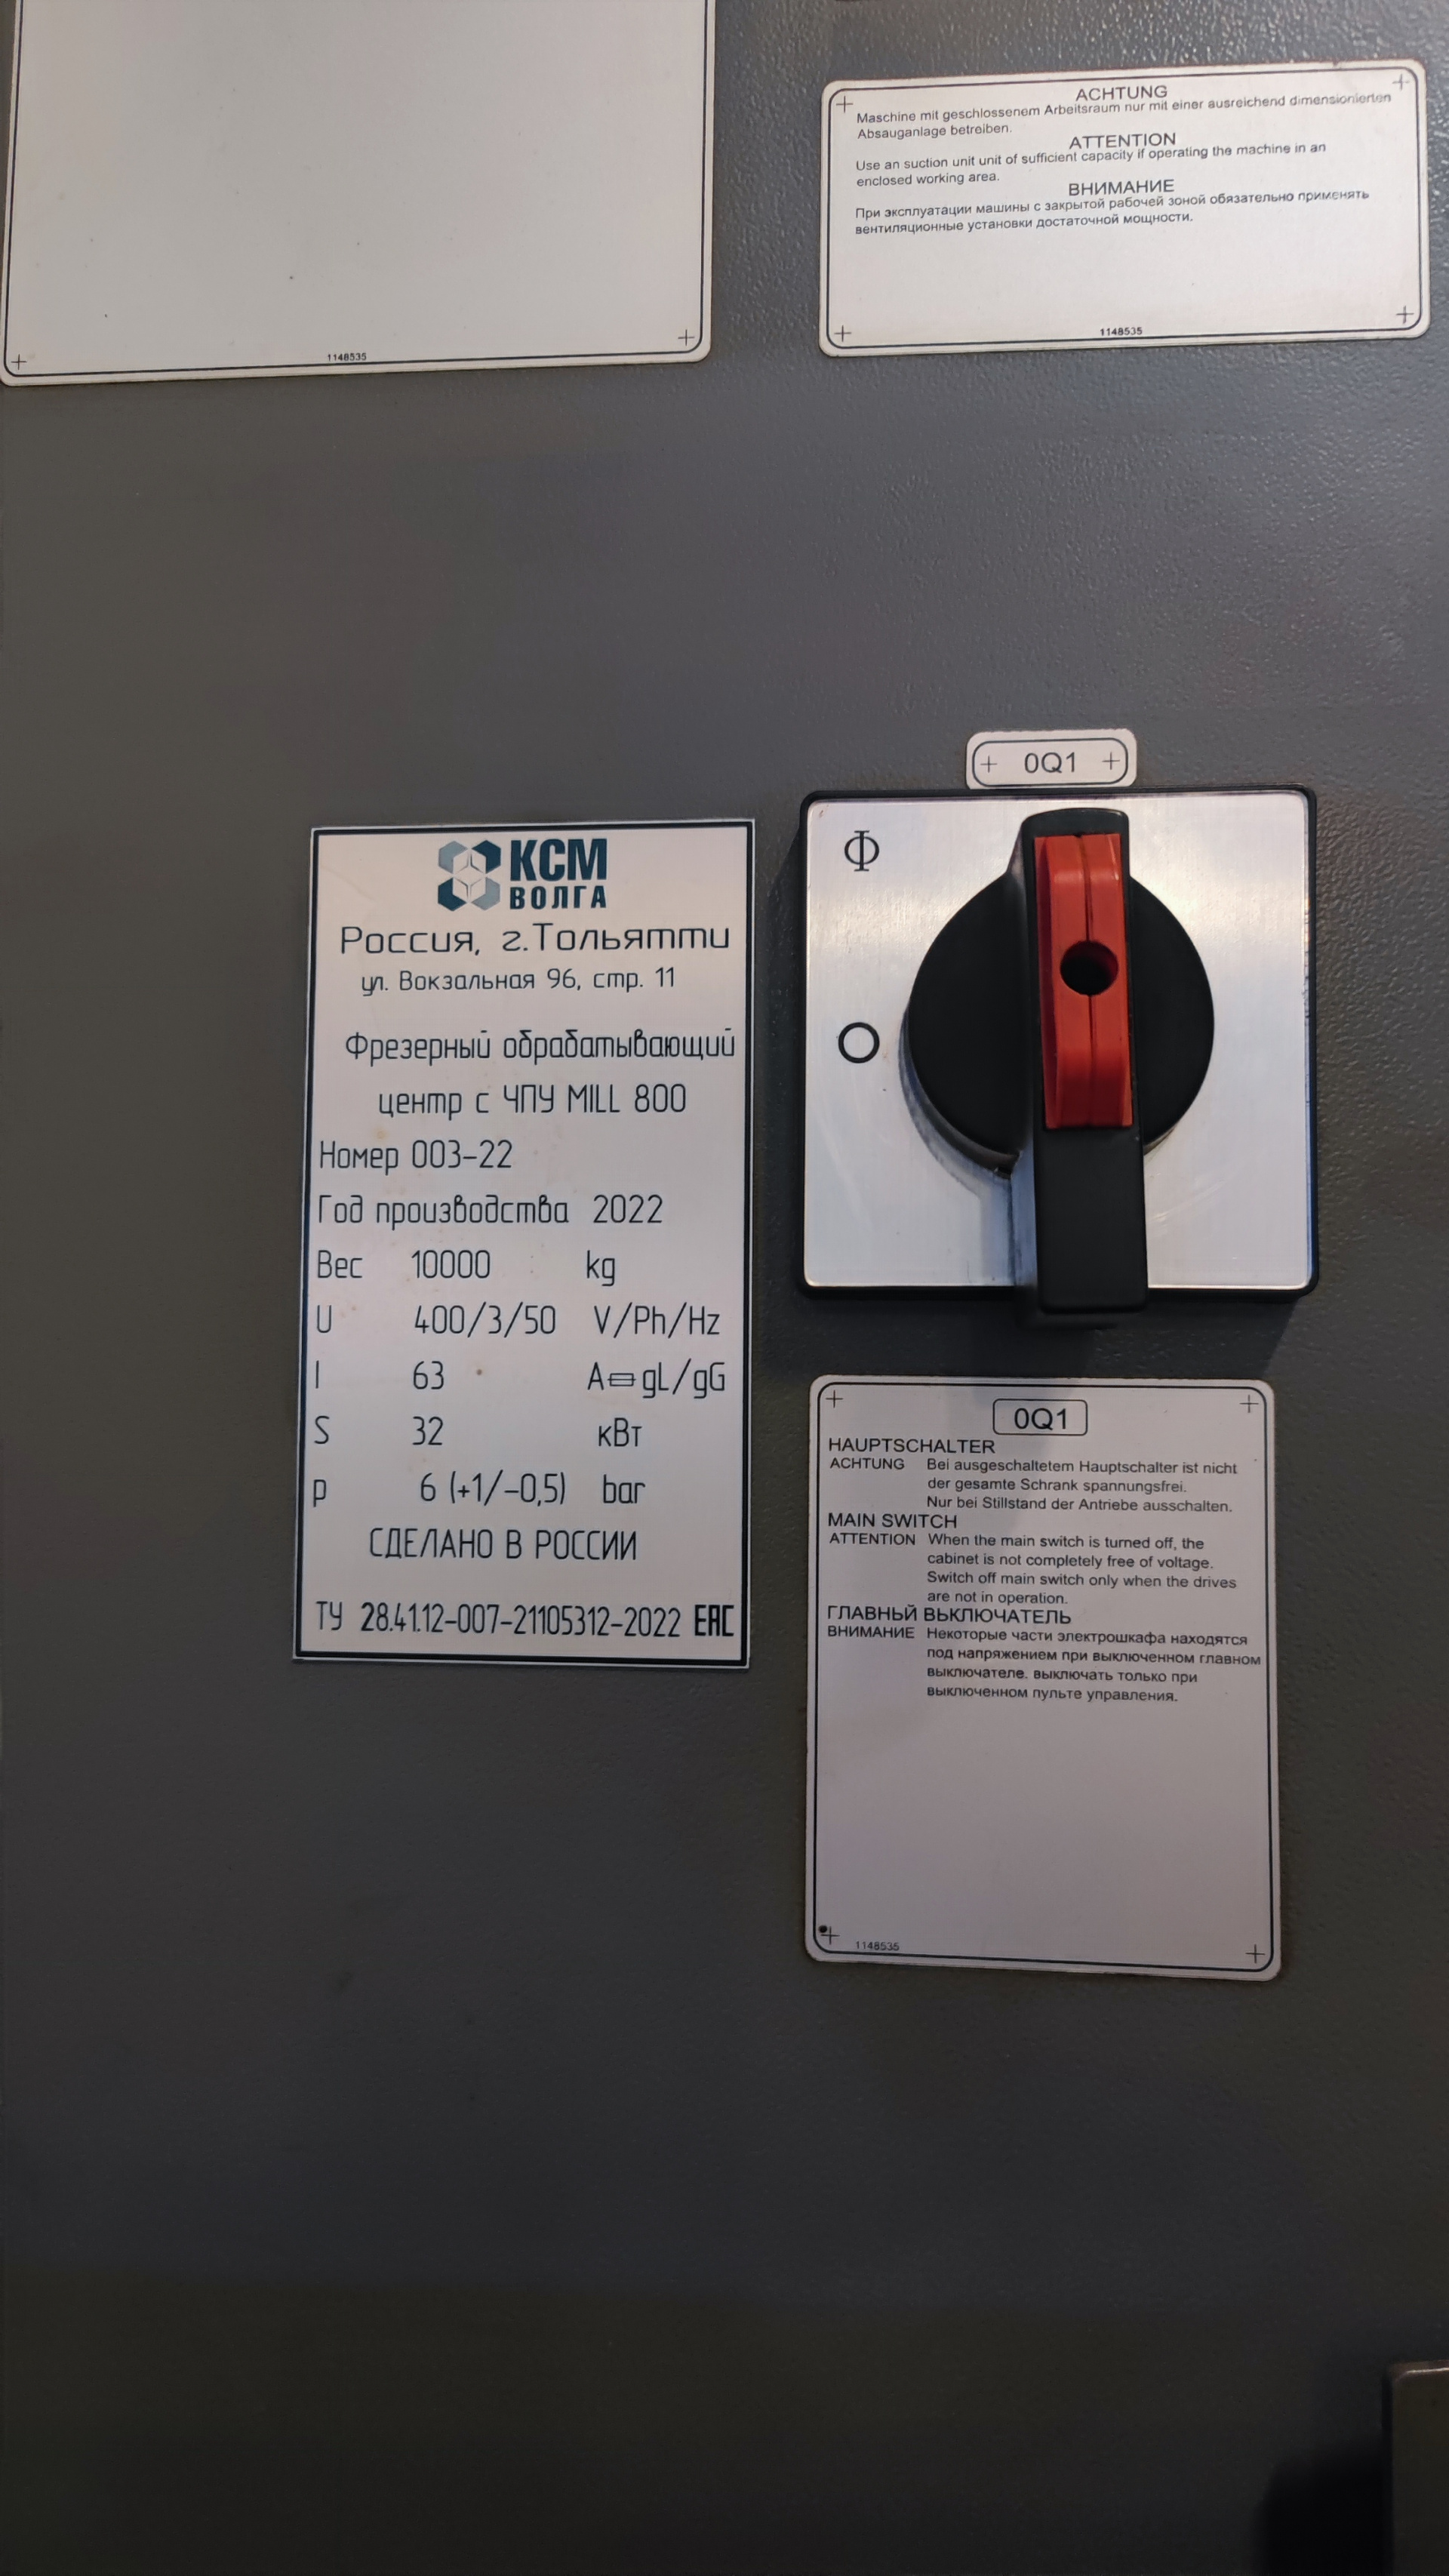 1148535
ACHTUNG
Maschine mit geschlossenem Arbeitsraum nur mit einer ausreichend dimensionierten
Absauganlage betreiben.
ATTENTION
Use an suction unit unit of sufficient capacity if operating the machine in an
enclosed working area.
ВНИМАНИЕ
При эксплуатации машины с закрытой рабочей зоной обязательно применять
вентиляционные установки достаточной мощности.
1148535
0Q1
КСМ
ВОЛГА
Россия, г.Тольятти
ул. Вокзальная 96, стр. 11
Фрезерный обрабатывающий
центр с ЧПУ MILL 800
Номер 003-22
Год производства 2022
Вес 10000 kg
U 400/3/50 V/Ph/Hz
I 63 A gL/gG
S 32 кВт
p 6 (+1/-0,5) bar
СДЕЛАНО В РОССИИ
ТУ 28.41.12-007-21105312-2022 EAC
0Q1
HAUPTSCHALTER
ACHTUNG Bei ausgeschaltetem Hauptschalter ist nicht
der gesamte Schrank spannungsfrei.
Nur bei Stillstand der Antriebe ausschalten.
MAIN SWITCH
ATTENTION When the main switch is turned off, the
cabinet is not completely free of voltage.
Switch off main switch only when the drives
are not in operation.
ГЛАВНЬЙ ВЬКЛЮЧАТЕЛЬ
ВНИМАНИЕ Некоторые части электрошкафа находятся
под напряжением при выключенном главном
выключателе. выключать только при
выключенном пульте управления.
1148535